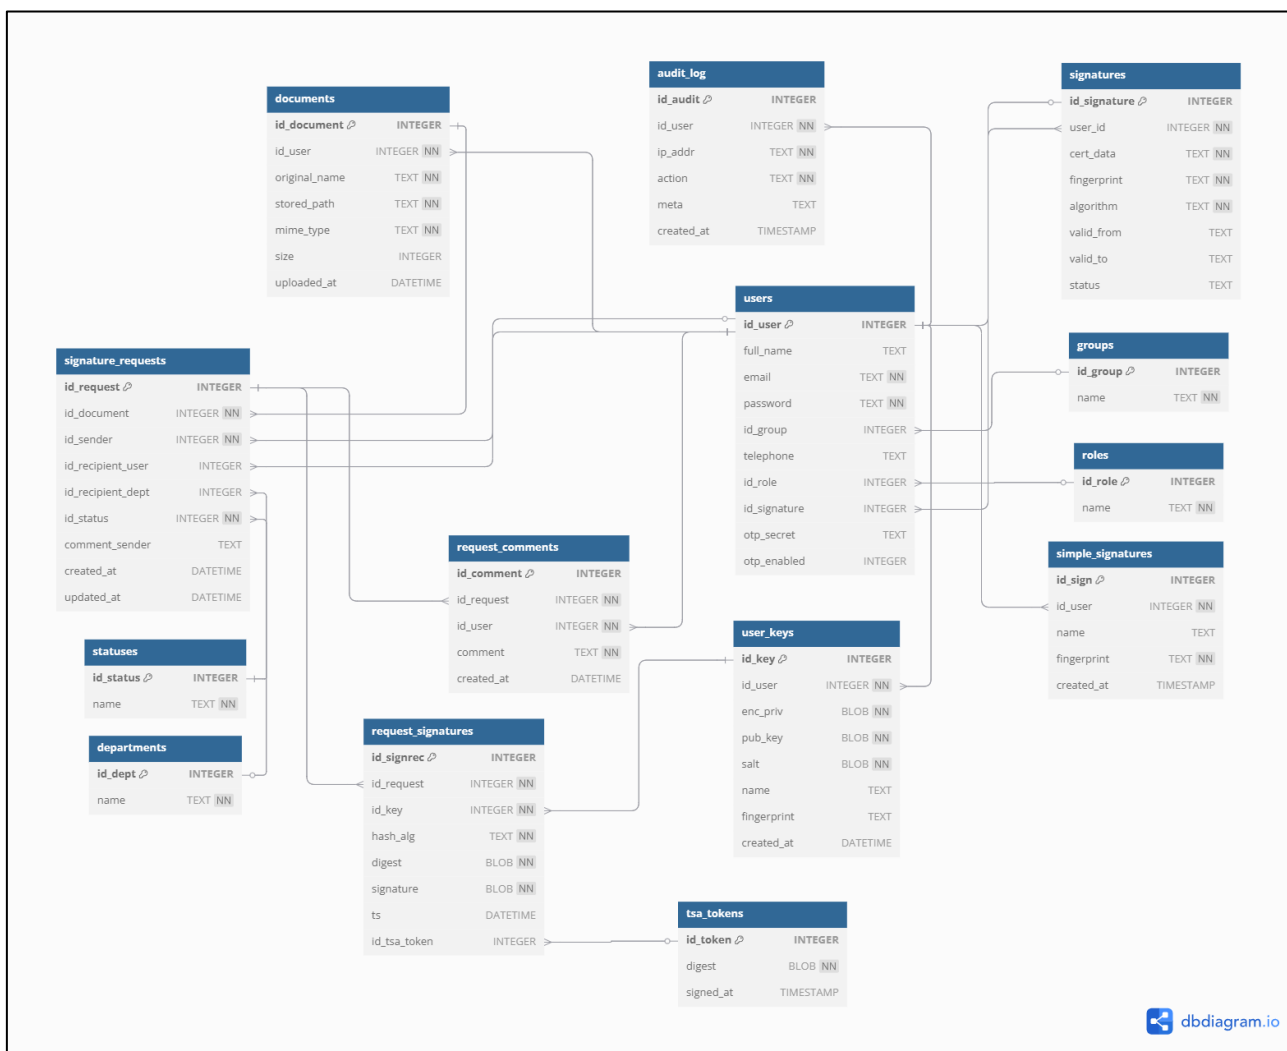 documents
id_document INTEGER
id_user INTEGER NN
original_name TEXT NN
stored_path TEXT NN
mime_type TEXT NN
size INTEGER
uploaded_at DATETIME
audit_log
id_audit INTEGER
id_user INTEGER NN
ip_addr TEXT NN
action TEXT NN
meta TEXT
created_at TIMESTAMP
signatures
id_signature INTEGER
user_id INTEGER NN
cert_data TEXT NN
fingerprint TEXT NN
algorithm TEXT NN
valid_from TEXT
valid_to TEXT
status TEXT
users
id_user INTEGER
full_name TEXT
email TEXT NN
password TEXT NN
id_group INTEGER
telephone TEXT
id_role INTEGER
id_signature INTEGER
otp_secret TEXT
otp_enabled INTEGER
groups
id_group INTEGER
name TEXT NN
signature_requests
id_request INTEGER
id_document INTEGER NN
id_sender INTEGER NN
id_recipient_user INTEGER
id_recipient_dept INTEGER
id_status INTEGER NN
comment_sender TEXT
created_at DATETIME
updated_at DATETIME
roles
id_role INTEGER
name TEXT NN
request_comments
id_comment INTEGER
id_request INTEGER NN
id_user INTEGER NN
comment TEXT NN
created_at DATETIME
simple_signatures
id_sign INTEGER
id_user INTEGER NN
name TEXT
fingerprint TEXT NN
created_at TIMESTAMP
user_keys
id_key INTEGER
id_user INTEGER NN
enc_priv BLOB NN
pub_key BLOB NN
salt BLOB NN
name TEXT
fingerprint TEXT
created_at DATETIME
statuses
id_status INTEGER
name TEXT NN
departments
id_dept INTEGER
name TEXT NN
request_signatures
id_signrec INTEGER
id_request INTEGER NN
id_key INTEGER NN
hash_alg TEXT NN
digest BLOB NN
signature BLOB NN
ts DATETIME
id_tsa_token INTEGER
tsa_tokens
id_token INTEGER
digest BLOB NN
signed_at TIMESTAMP
dbdiagram.io